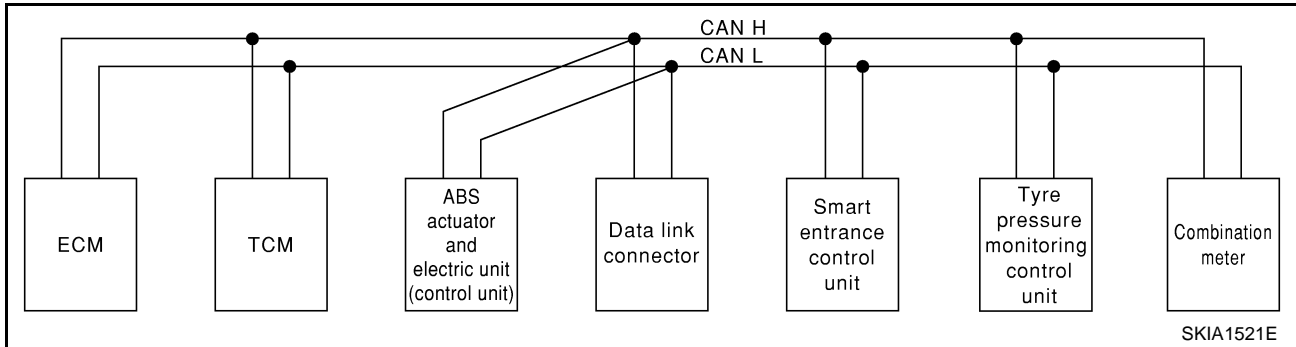 CAN H
CAN L
ECM
TCM
ABS
actuator
and
electric unit
(control unit)
Data link
connector
Smart
entrance
control
unit
Tyre
pressure
monitoring
control
unit
Combination
meter
SKIA1521E